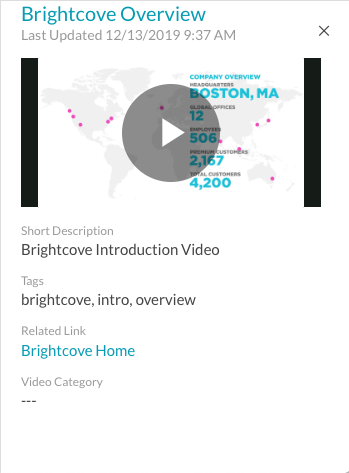 Brightcove Overview
Last Updated 12/13/2019 9:37 AM
COMPANY OVERVIEW
HEADQUARTERS
BOSTON, MA
GLOBAL OFFICES
12
EMPLOYEES
506
PREMIUM CUSTOMERS
2,167
TOTAL CUSTOMERS
4,200
Short Description
Brightcove Introduction Video
Tags
brightcove, intro, overview
Related Link
Brightcove Home
Video Category
---